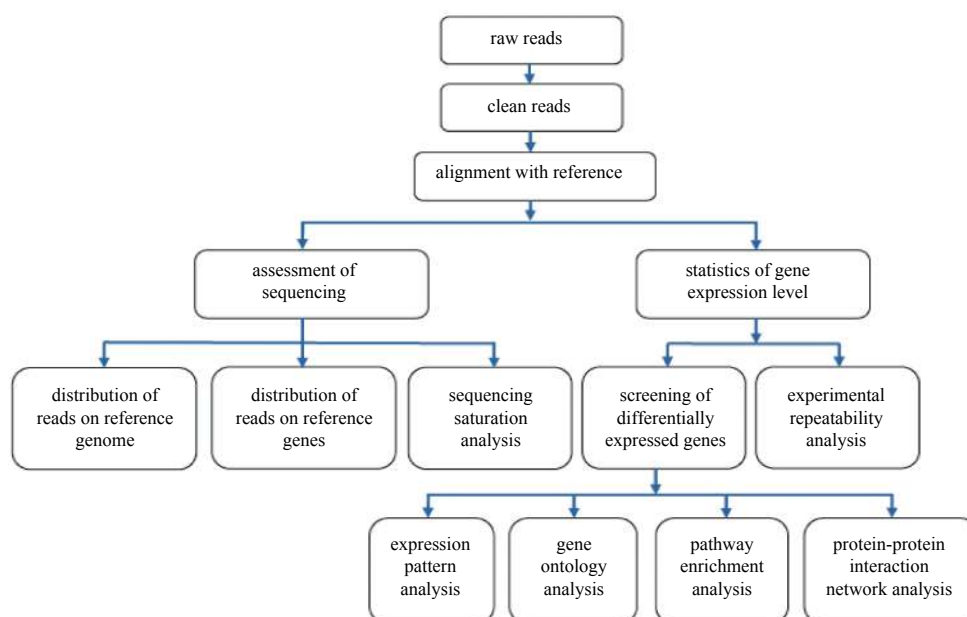 raw reads
clean reads
alignment with reference
assessment of
sequencing
statistics of gene
expression level
distribution of
reads on reference
genome
distribution of
reads on reference
genes
sequencing
saturation analysis
screening of
differentially
expressed genes
experimental
repeatability
analysis
expression
pattern
analysis
gene
ontology
analysis
pathway
enrichment
analysis
protein-protein
interaction
network analysis